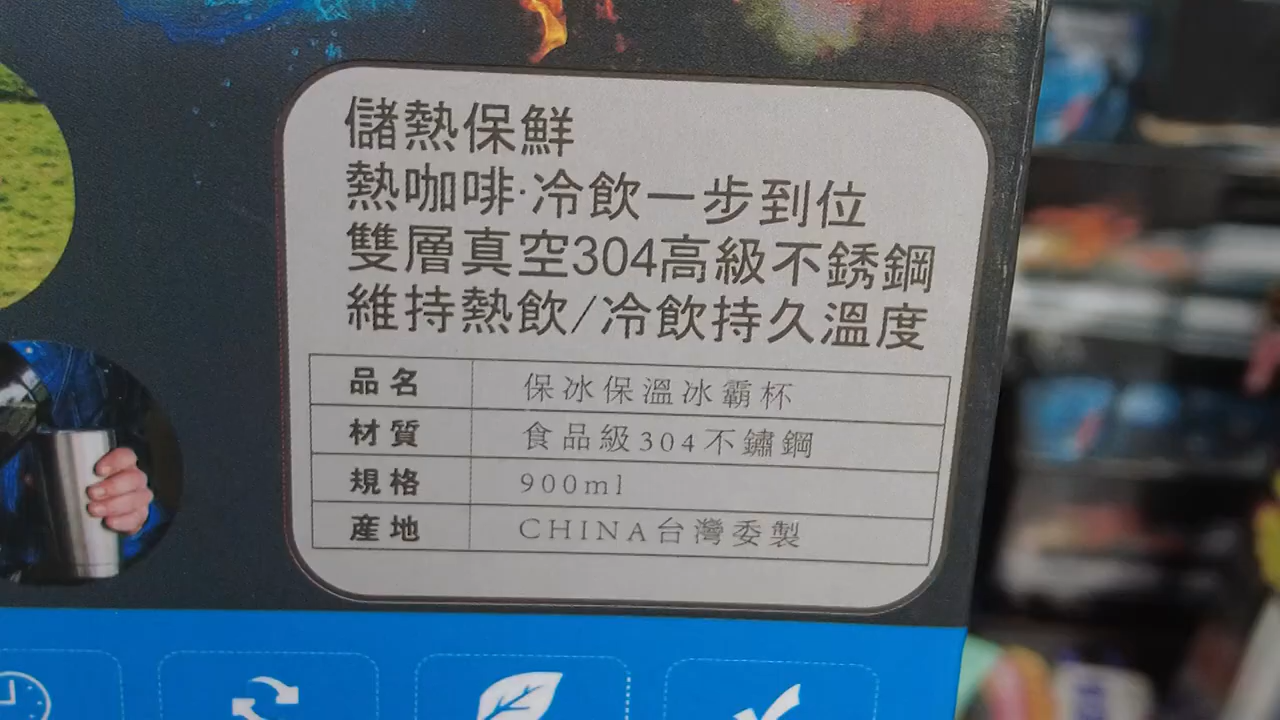 儲熱保鮮
熱咖啡·冷飲一步到位
雙層真空304高級不銹鋼
維持熱飲/冷飲持久溫度
品名 保冰保溫冰霸杯
材質 食品級304不鏽鋼
規格 900ml
產地 CHINA台灣委製